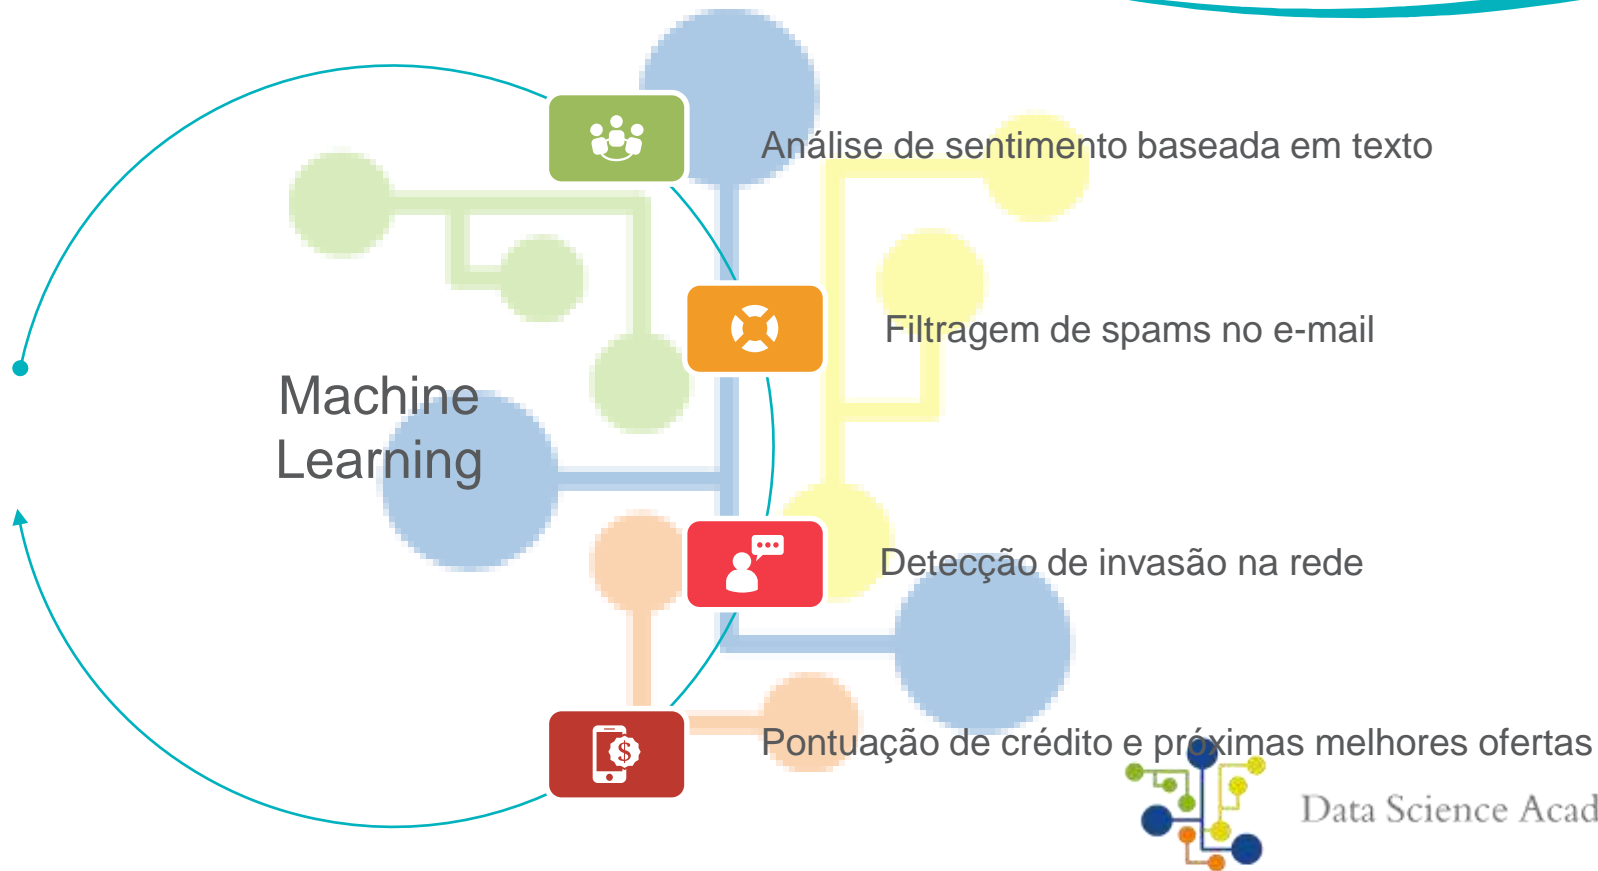 Análise de sentimento baseada em texto
Filtragem de spams no e-mail
Machine
Learning
Detecção de invasão na rede
Pontuação de crédito e próximas melhores ofertas
Data Science Acad